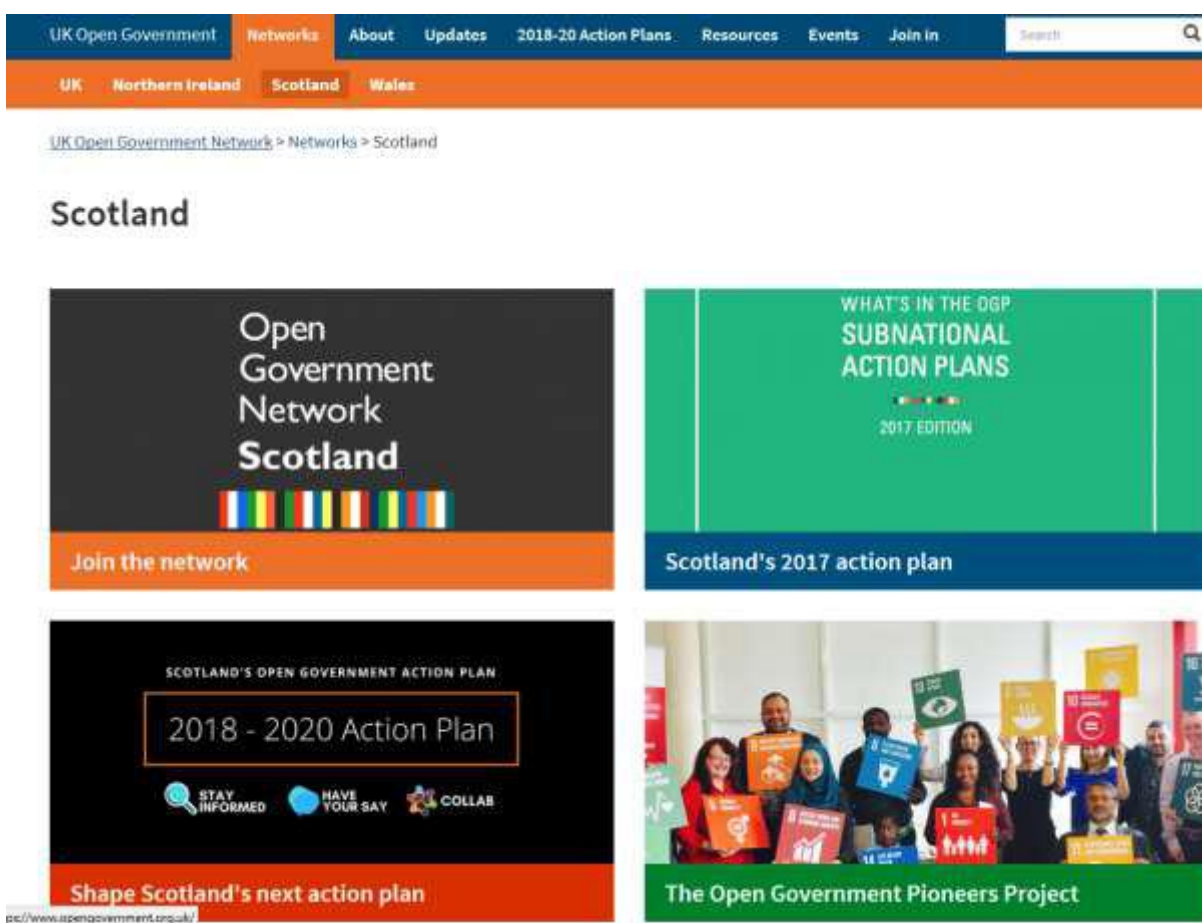 UK Open Government Networks About Updates 2018-20 Action Plans Resources Events Join in Search
UK Northern Ireland Scotland Wales
UK Open Government Network > Networks > Scotland
Scotland
Open
Government
Network
Scotland
Join the network
WHAT'S IN THE OGP
SUBNATIONAL
ACTION PLANS
2017 EDITION
Scotland's 2017 action plan
SCOTLAND'S OPEN GOVERNMENT ACTION PLAN
2018 - 2020 Action Plan
STAY
INFORMED
HAVE
YOUR SAY
COLLAB
Shape Scotland's next action plan
The Open Government Pioneers Project
ps://www.opengovernment.org.uk/